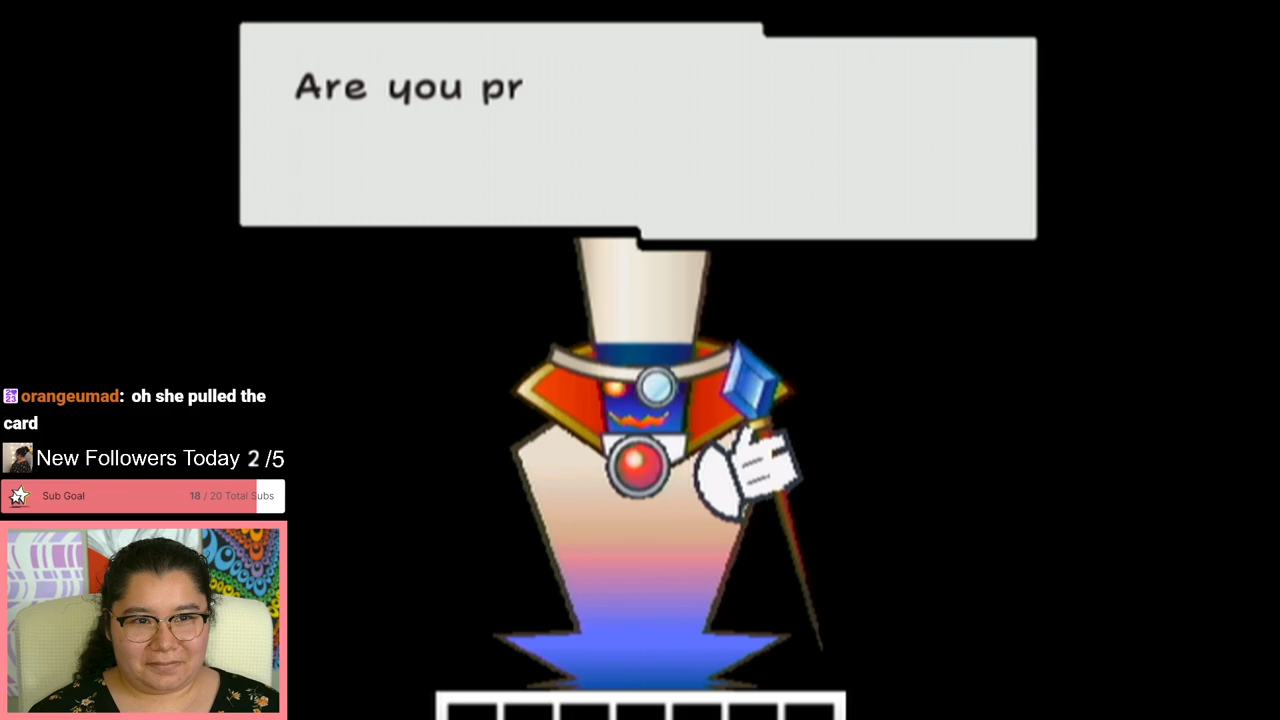 Are you pr
orangeumad: oh she pulled the
card
New Followers Today 2 /5
Sub Goal 18 / 20 Total Subs